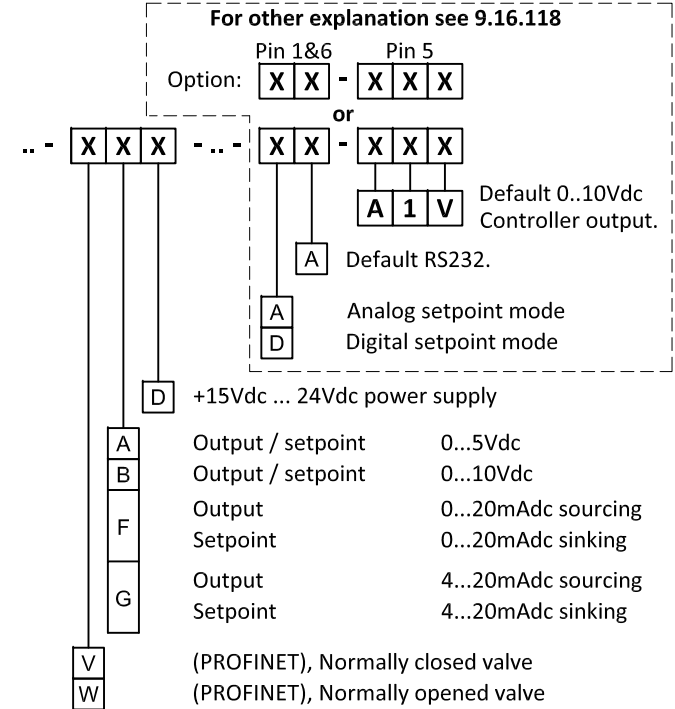 For other explanation see 9.16.118
Pin 1&6 Pin 5
Option: X X - X X X
or
.. - X X X - .. - X X - X X X
A 1 V Default 0..10Vdc
Controller output.
A Default RS232.
A Analog setpoint mode
D Digital setpoint mode
D +15Vdc ... 24Vdc power supply
A Output / setpoint 0...5Vdc
B Output / setpoint 0...10Vdc
F Output 0...20mAdc sourcing
Setpoint 0...20mAdc sinking
G Output 4...20mAdc sourcing
Setpoint 4...20mAdc sinking
V (PROFINET), Normally closed valve
W (PROFINET), Normally opened valve